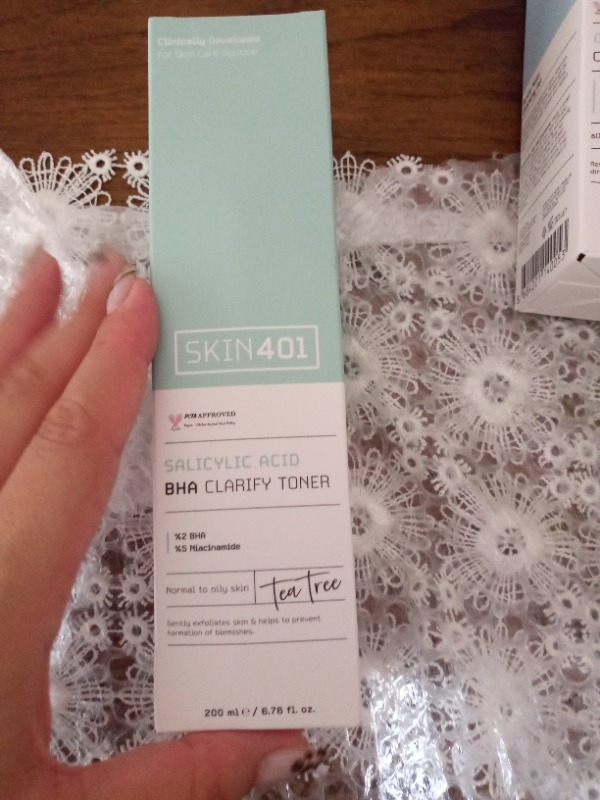 Clinically Developed
for Skin Care Routine
SKIN401
PETA APPROVED
SALICYLIC ACID
BHA CLARIFY TONER
%2 BHA
%5 Niacinamide
Normal to oily skin
Tea Tree
Gently exfoliates skin & helps to prevent
formation of blemishes.
200 ml ℮ / 6.76 fl. oz.